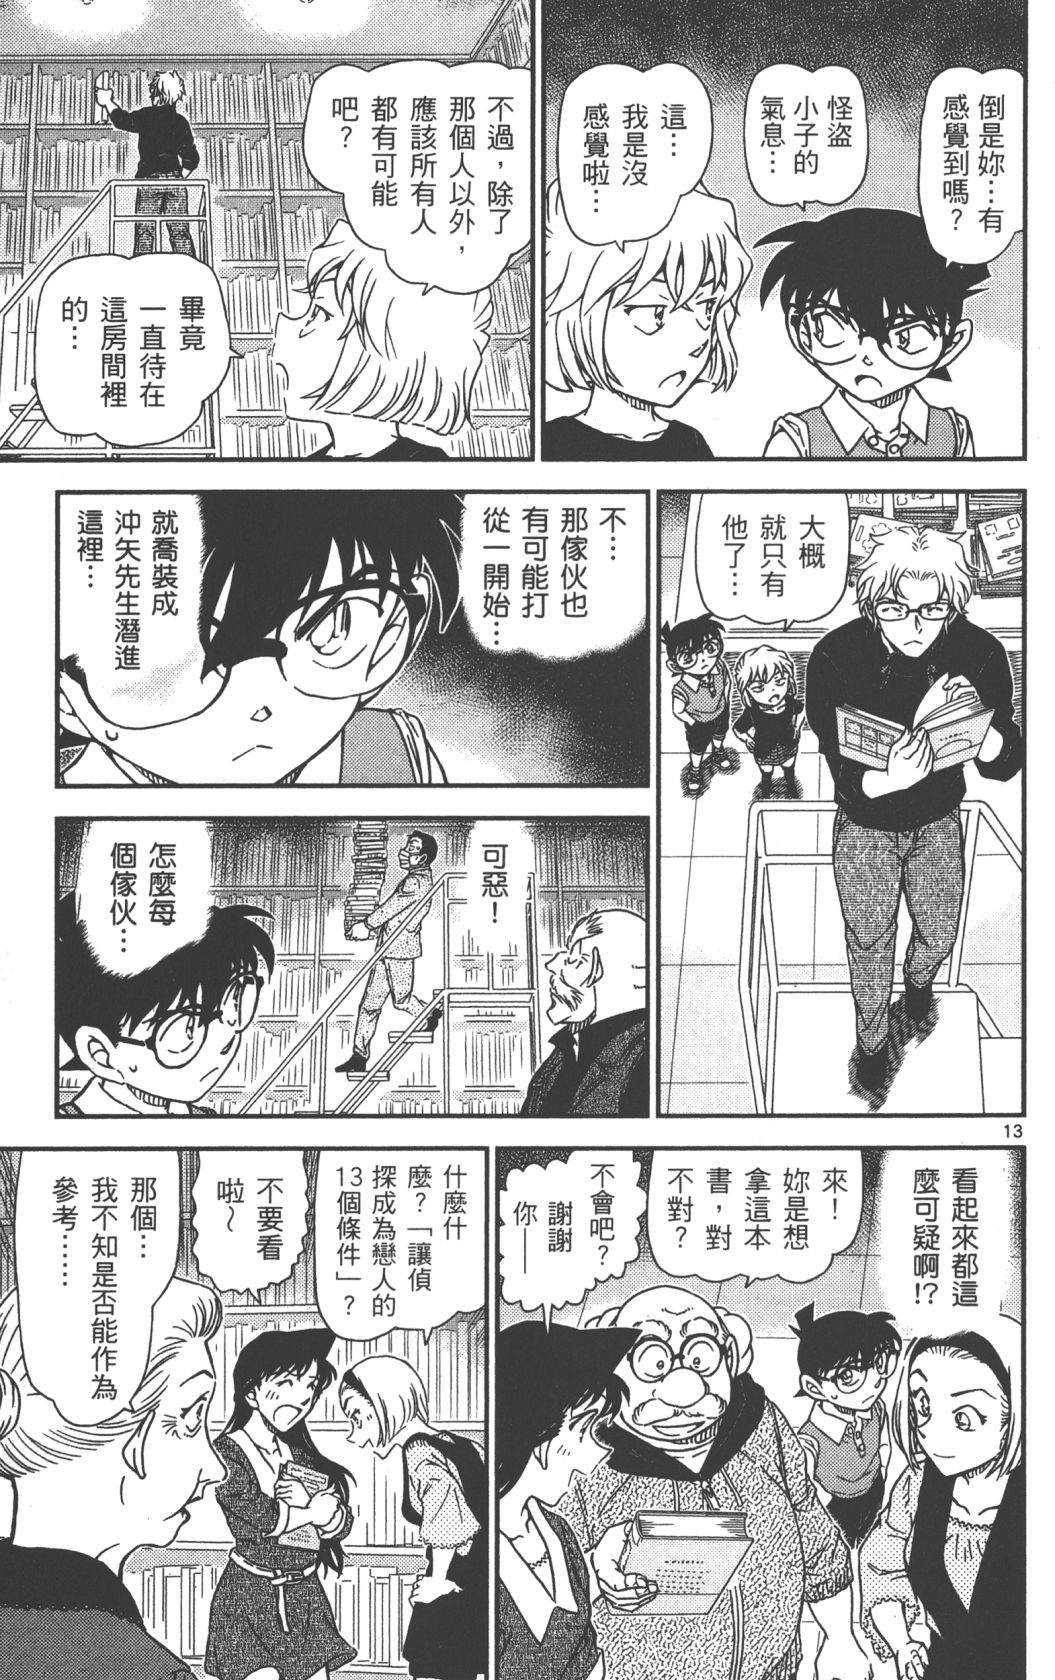 倒是妳…有
感覺到嗎？
怪盜
小子的
氣息…
這…
我是沒
感覺啦…
不過，除了
那個人以外，
應該所有人
都有可能
吧？
畢竟
一直待在
這房間裡
的…
大概
就只有
他了…
不…
那傢伙也
有可能打
從一開始…
就喬裝成
沖矢先生潛進
這裡…
可惡！
怎麼每
個傢伙…
13
看起來都這
麼可疑啊!?
來！
妳是想
拿這本
書，對
不對？
不會吧？
謝謝
你——
什麼什
麼？「讓偵
探成為戀人的
13個條件」？
不要看
啦～
那個…
我不知是否能作為
參考……